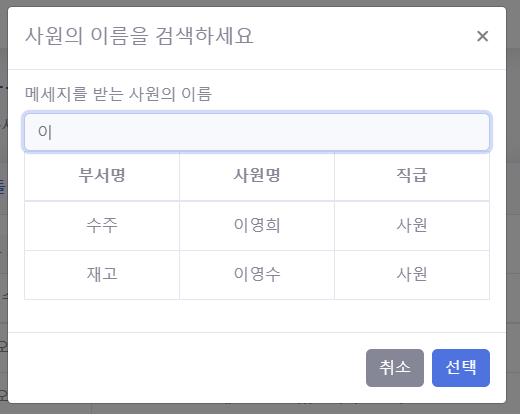 사원의 이름을 검색하세요 ×
메세지를 받는 사원의 이름
이
부서명 사원명 직급
수주 이영희 사원
재고 이영수 사원
취소 선택